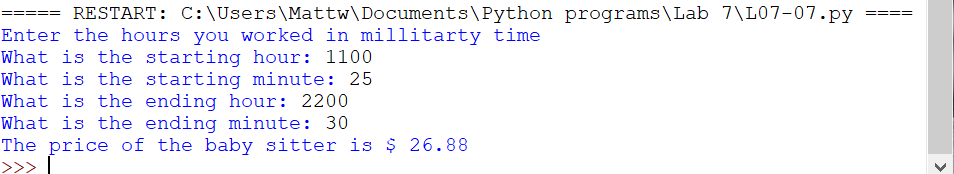 ===== RESTART: C:\Users\Mattw\Documents\Python programs\Lab 7\L07-07.py ====
Enter the hours you worked in millitarty time
What is the starting hour: 1100
What is the starting minute: 25
What is the ending hour: 2200
What is the ending minute: 30
The price of the baby sitter is $ 26.88
>>>